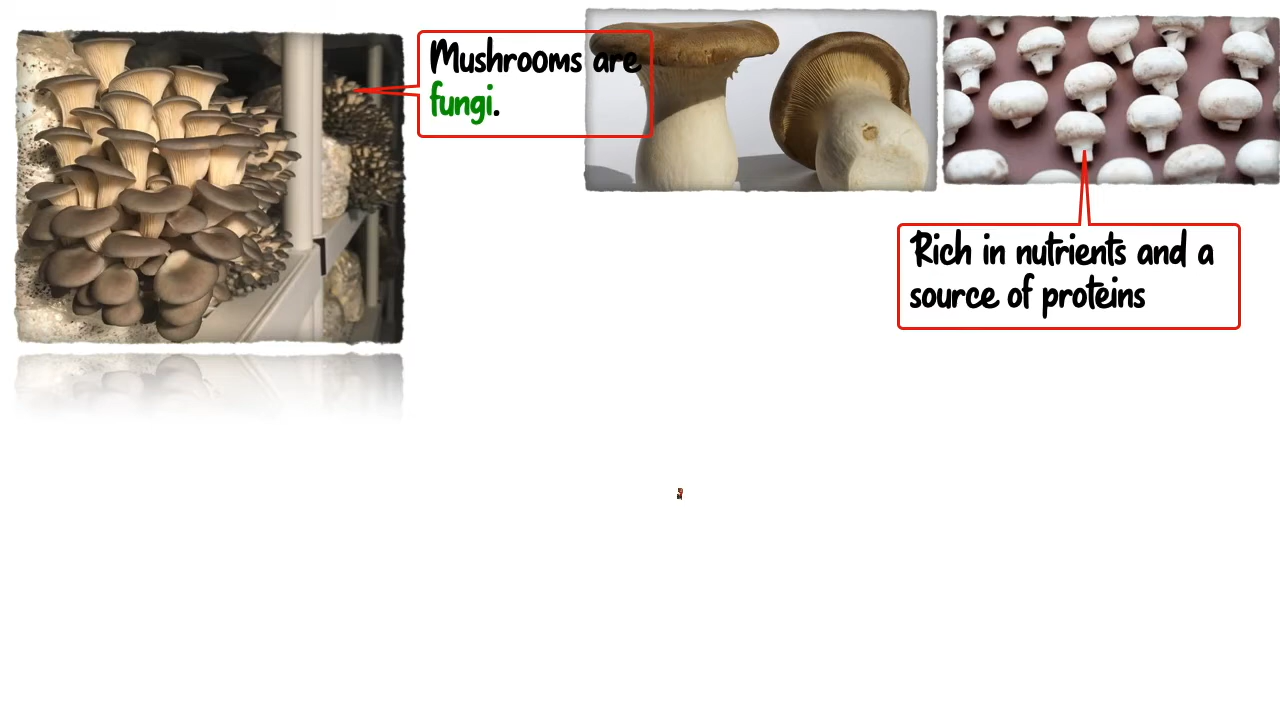 Mushrooms are
fungi.
Rich in nutrients and a
source of proteins